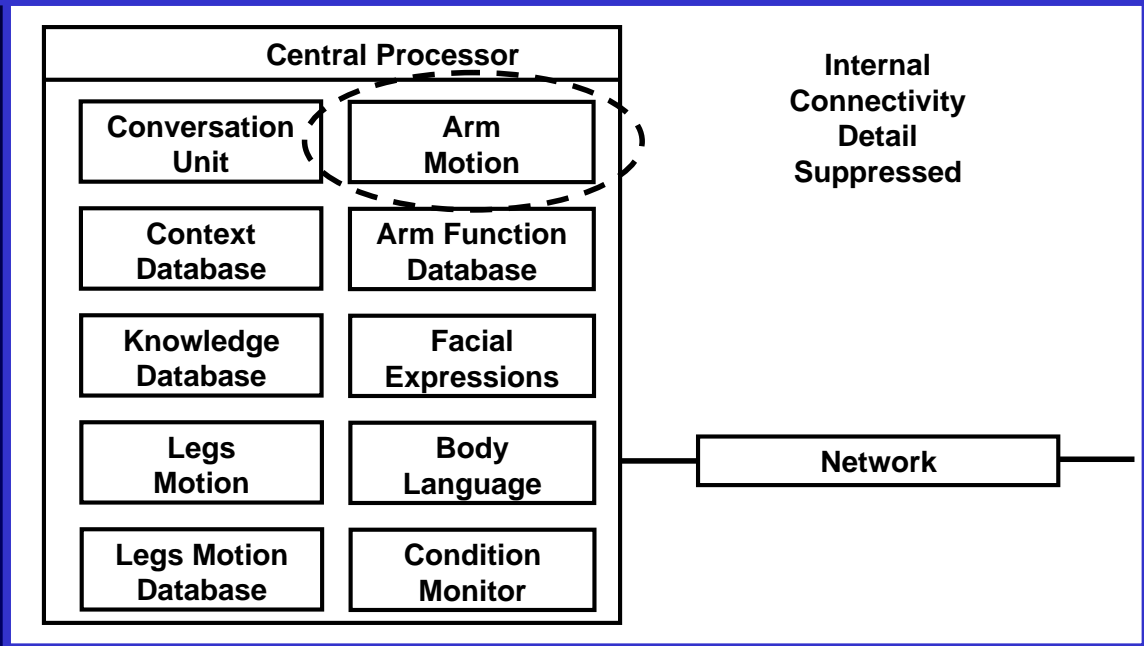 Central Processor
Conversation
Unit
Arm
Motion
Context
Database
Arm Function
Database
Knowledge
Database
Facial
Expressions
Legs
Motion
Body
Language
Legs Motion
Database
Condition
Monitor
Internal
Connectivity
Detail
Suppressed
Network